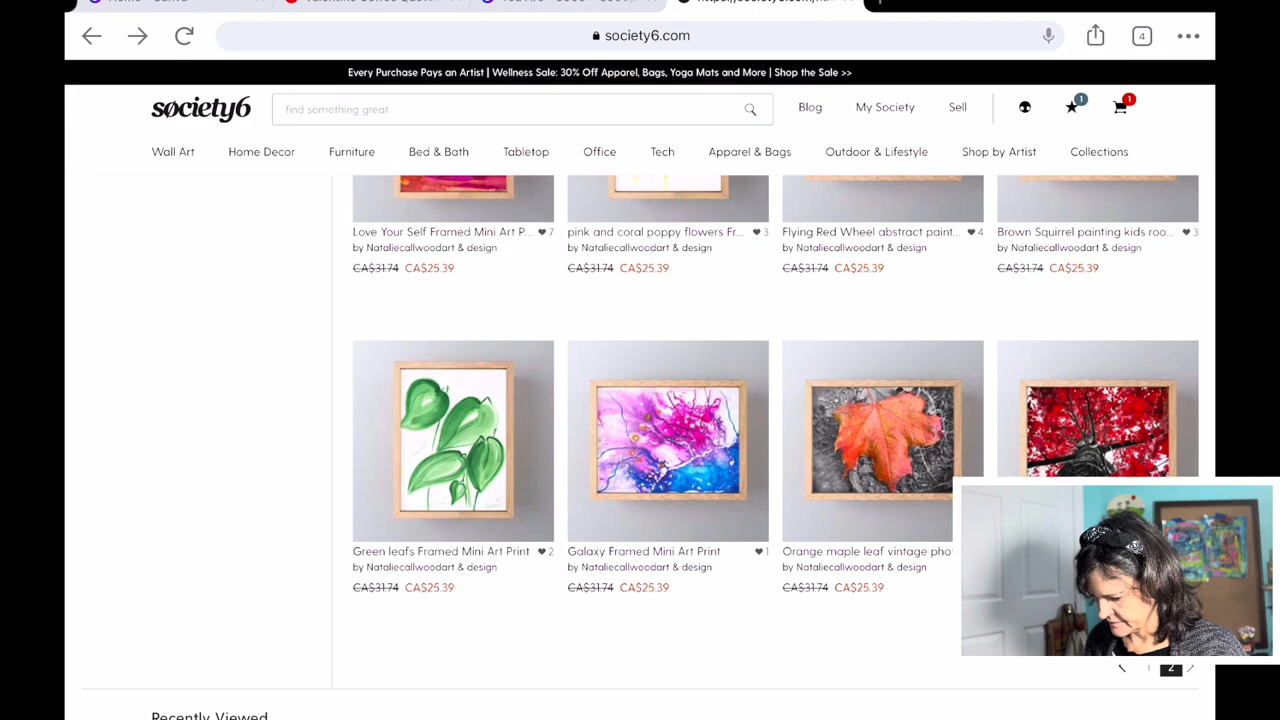 society6.com
4
Every Purchase Pays an Artist | Wellness Sale: 30% Off Apparel, Bags, Yoga Mats and More | Shop the Sale >>
society6
find something great
Blog
My Society
Sell
1
1
Wall Art
Home Decor
Furniture
Bed & Bath
Tabletop
Office
Tech
Apparel & Bags
Outdoor & Lifestyle
Shop by Artist
Collections
Love Your Self Framed Mini Art P... 7
by Nataliecallwoodart & design
CA$31.74 CA$25.39
pink and coral poppy flowers Fr... 3
by Nataliecallwoodart & design
CA$31.74 CA$25.39
Flying Red Wheel abstract paint... 4
by Nataliecallwoodart & design
CA$31.74 CA$25.39
Brown Squirrel painting kids roo... 3
by Nataliecallwoodart & design
CA$31.74 CA$25.39
Green leafs Framed Mini Art Print 2
by Nataliecallwoodart & design
CA$31.74 CA$25.39
Galaxy Framed Mini Art Print 1
by Nataliecallwoodart & design
CA$31.74 CA$25.39
Orange maple leaf vintage pho
by Nataliecallwoodart & design
CA$31.74 CA$25.39
1
2
Recently Viewed